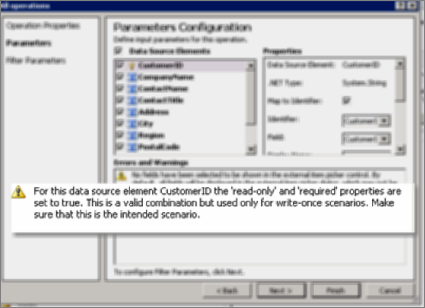 All operations
Operation Properties
Parameters
Filter Parameters
Parameters Configuration
Define input parameters for the operation.
Data Source Elements
CustomerID
CompanyName
ContactName
ContactTitle
Address
City
Region
PostalCode
Properties
Data Source Element: CustomerID
.NET Type: System.String
Map to Identifier:
Identifier: CustomerI
Field: CustomerI
Errors and Warnings
No fields have been selected to be shown in the external item picker control. By
For this data source element CustomerID the 'read-only' and 'required' properties are
set to true. This is a valid combination but used only for write-once scenarios. Make
sure that this is the intended scenario.
To configure Filter Parameters, click Next.
< Back
Next >
Finish
Cancel